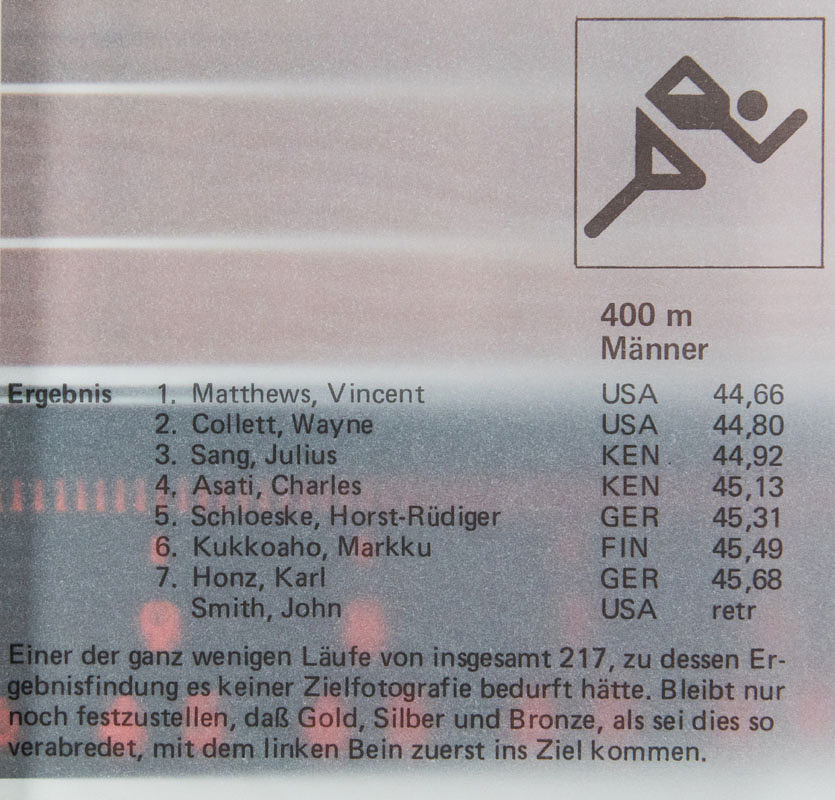 400 m
Männer
Ergebnis 1. Matthews, Vincent USA 44,66
2. Collett, Wayne USA 44,80
3. Sang, Julius KEN 44,92
4. Asati, Charles KEN 45,13
5. Schloeske, Horst-Rüdiger GER 45,31
6. Kukkoaho, Markku FIN 45,49
7. Honz, Karl GER 45,68
Smith, John USA retr
Einer der ganz wenigen Läufe von insgesamt 217, zu dessen Er-
gebnisfindung es keiner Zielfotografie bedurft hätte. Bleibt nur
noch festzustellen, daß Gold, Silber und Bronze, als sei dies so
verabredet, mit dem linken Bein zuerst ins Ziel kommen.